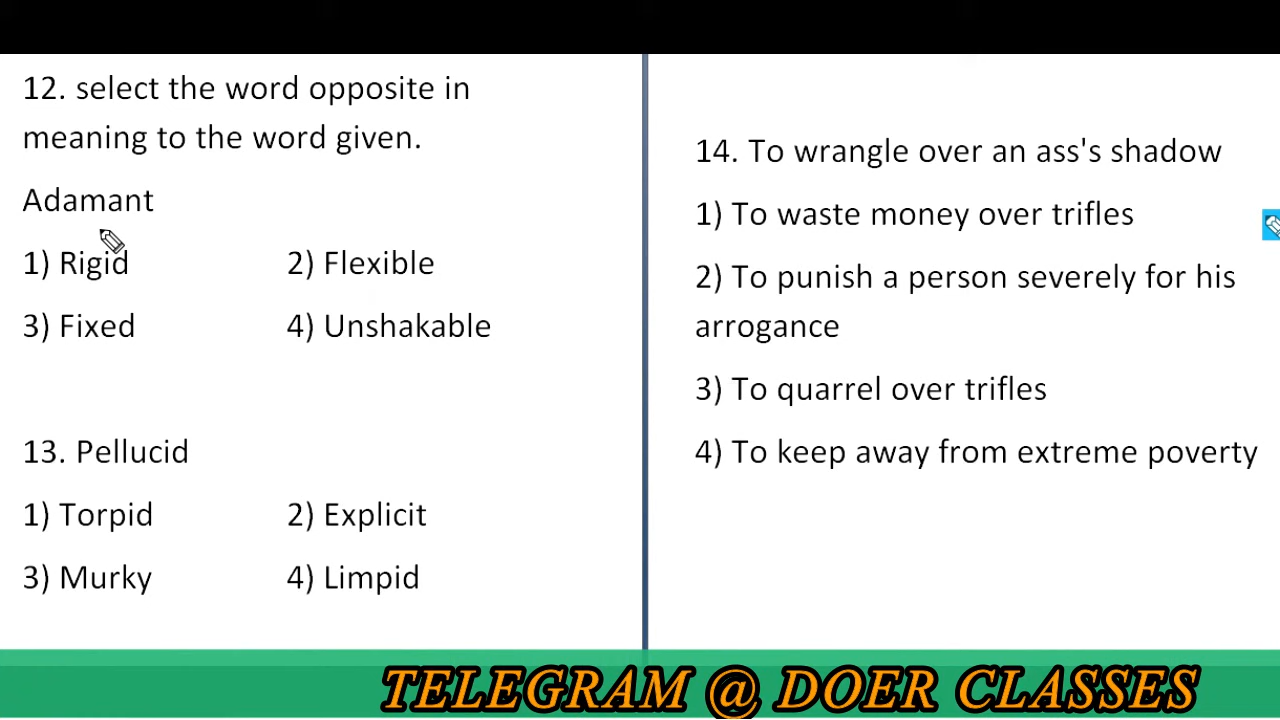 12. select the word opposite in
meaning to the word given.
Adamant
1) Rigid 2) Flexible
3) Fixed 4) Unshakable
13. Pellucid
1) Torpid 2) Explicit
3) Murky 4) Limpid
14. To wrangle over an ass's shadow
1) To waste money over trifles
2) To punish a person severely for his
arrogance
3) To quarrel over trifles
4) To keep away from extreme poverty
TELEGRAM @ DOER CLASSES